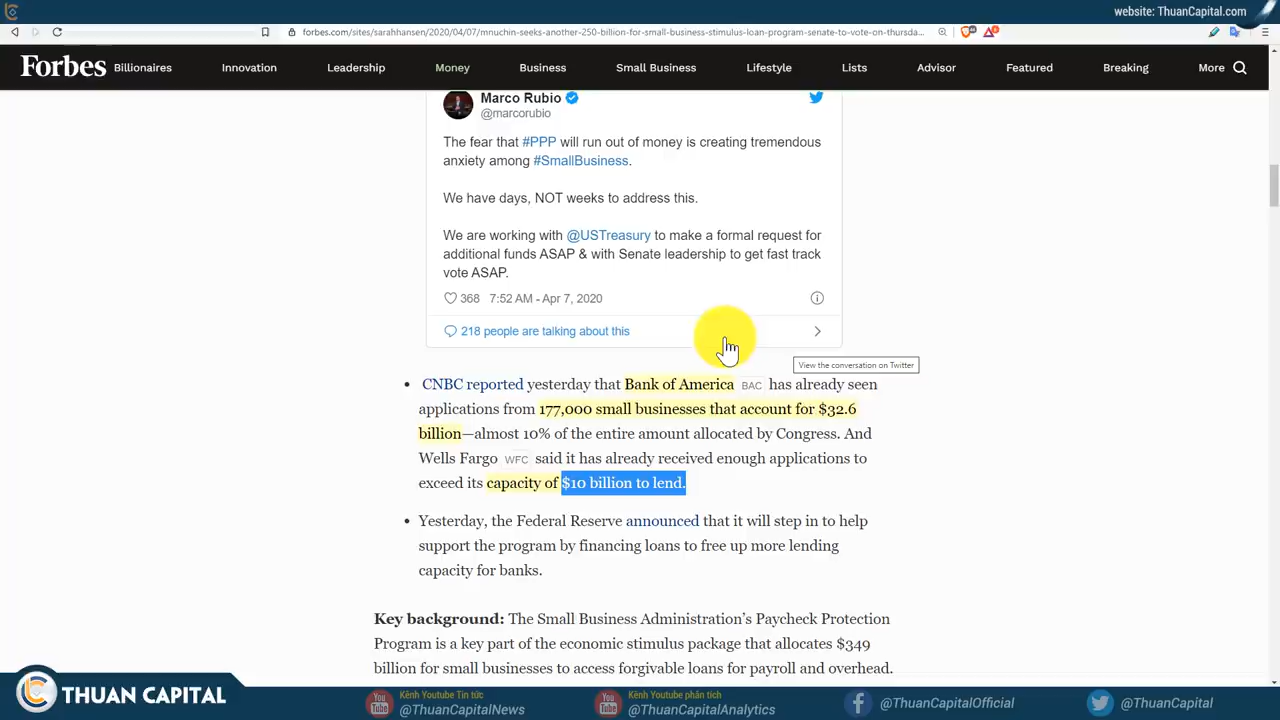 website: ThuanCapital.com
forbes.com/sites/sarahhansen/2020/04/07/mnuchin-seeks-another-250-billion-for-small-business-stimulus-loan-program-senate-to-vote-on-thursda...
Forbes Billionaires Innovation Leadership Money Business Small Business Lifestyle Lists Advisor Featured Breaking More
Marco Rubio
@marcorubio
The fear that #PPP will run out of money is creating tremendous
anxiety among #SmallBusiness.
We have days, NOT weeks to address this.
We are working with @USTreasury to make a formal request for
additional funds ASAP & with Senate leadership to get fast track
vote ASAP.
368 7:52 AM - Apr 7, 2020
218 people are talking about this
View the conversation on Twitter
• CNBC reported yesterday that Bank of America BAC has already seen
applications from 177,000 small businesses that account for $32.6
billion—almost 10% of the entire amount allocated by Congress. And
Wells Fargo WFC said it has already received enough applications to
exceed its capacity of $10 billion to lend.
• Yesterday, the Federal Reserve announced that it will step in to help
support the program by financing loans to free up more lending
capacity for banks.
Key background: The Small Business Administration's Paycheck Protection
Program is a key part of the economic stimulus package that allocates $349
billion for small businesses to access forgivable loans for payroll and overhead.
THUAN CAPITAL
You Tube
Kênh Youtube Tin tức
@ThuanCapitalNews
You Tube
Kênh Youtube phân tích
@ThuanCapitalAnalytics
@ThuanCapitalOfficial
@ThuanCapital